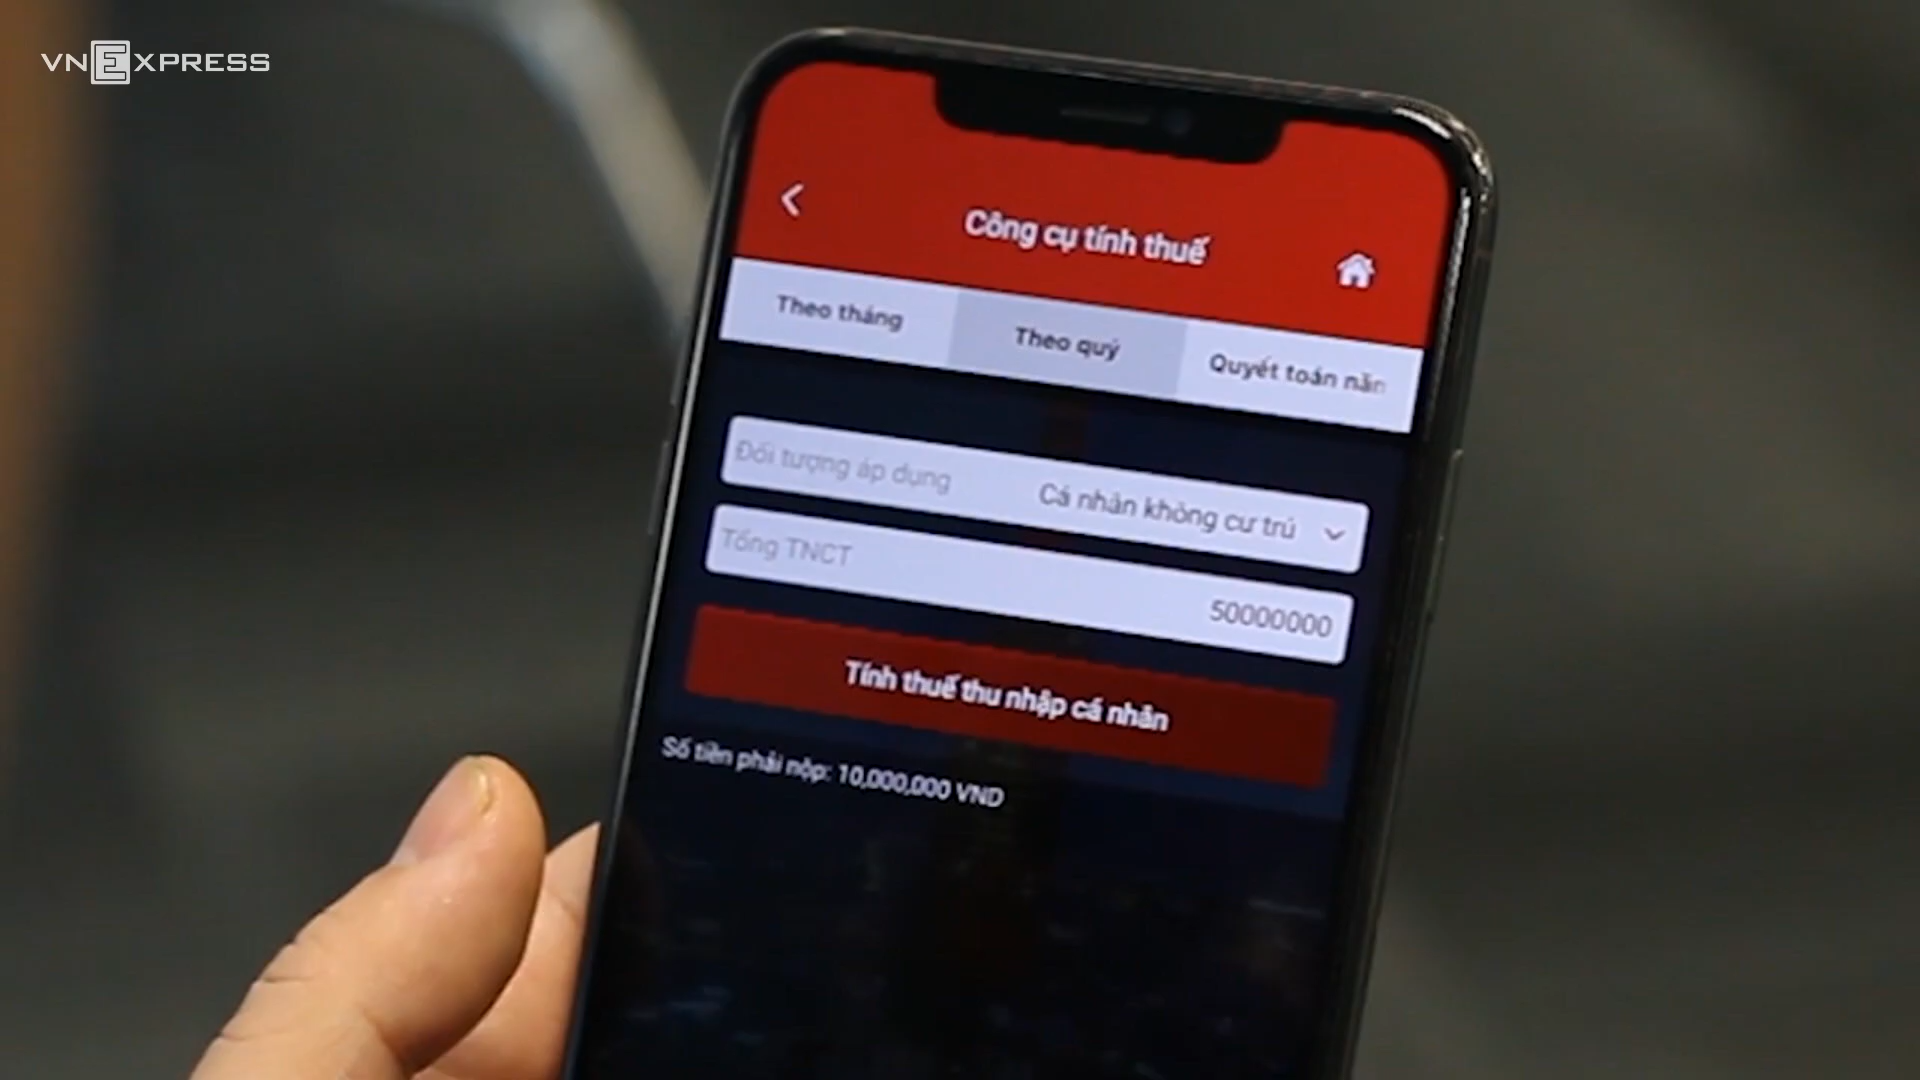 VNEXPRESS
Công cụ tính thuế
Theo tháng Theo quý Quyết toán năm
Đối tượng áp dụng Cá nhân không cư trú
Tổng TNCT 50000000
Tính thuế thu nhập cá nhân
Số tiền phải nộp: 10,000,000 VND